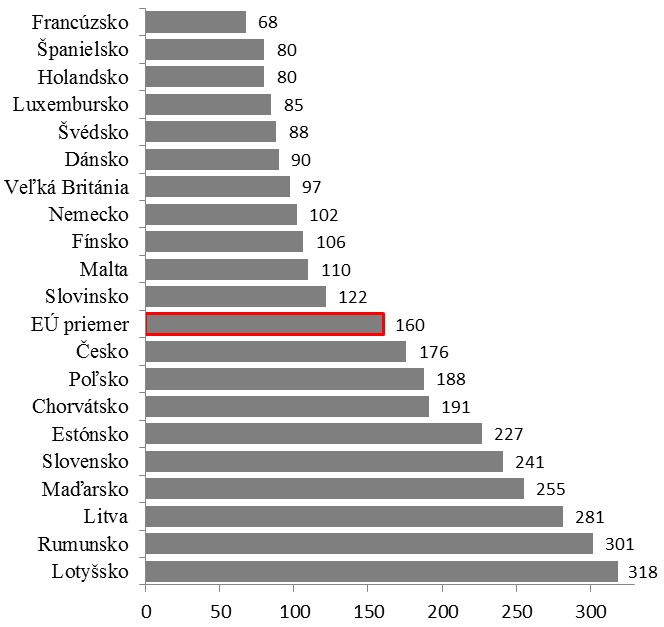 Francúzsko 68
Španielsko 80
Holandsko 80
Luxembursko 85
Švédsko 88
Dánsko 90
Veľká Británia 97
Nemecko 102
Fínsko 106
Malta 110
Slovinsko 122
EÚ priemer 160
Česko 176
Poľsko 188
Chorvátsko 191
Estónsko 227
Slovensko 241
Maďarsko 255
Litva 281
Rumunsko 301
Lotyšsko 318
0 50 100 150 200 250 300